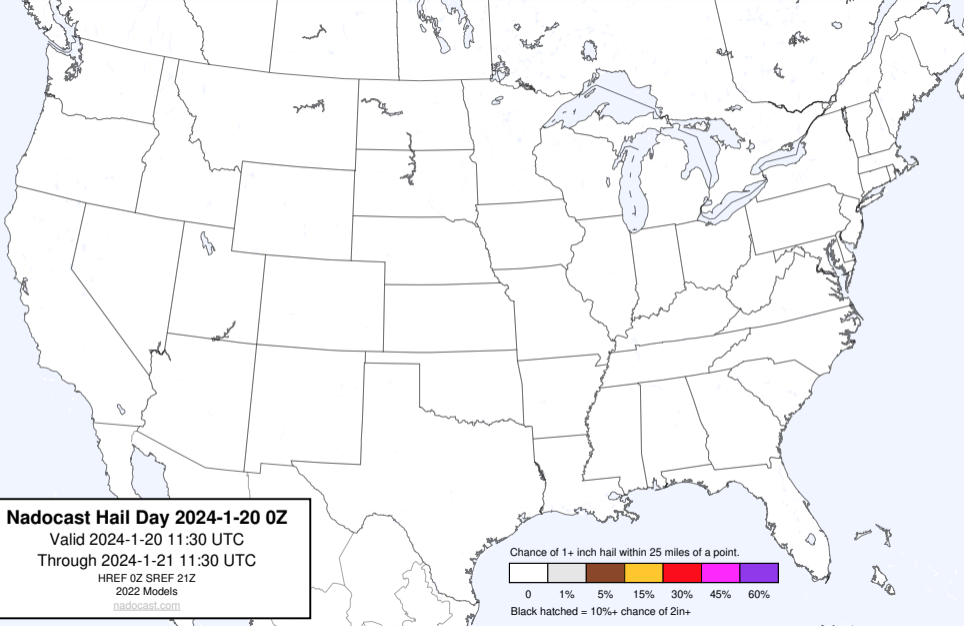 Nadocast Hail Day 2024-1-20 0Z
Valid 2024-1-20 11:30 UTC
Through 2024-1-21 11:30 UTC
HREF 0Z SREF 21Z
2022 Models
nadocast.com
Chance of 1+ inch hail within 25 miles of a point.
0 1% 5% 15% 30% 45% 60%
Black hatched = 10%+ chance of 2in+